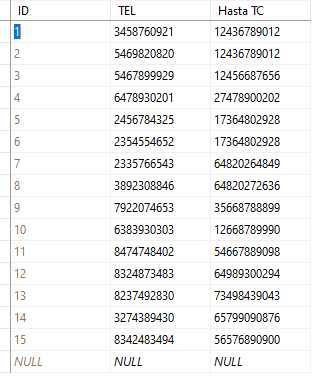 ID TEL Hasta TC
1 3458760921 12436789012
2 5469820820 12436789012
3 5467899929 12456687656
4 6478930201 27478900202
5 2456784325 17364802928
6 2354554652 17364802928
7 2335766543 64820264849
8 3892308846 64820272636
9 7922074653 35668788899
10 6383930303 12668789990
11 8474748402 54667889098
12 8324873483 64989300294
13 8237492830 73498439043
14 3274389430 65799090876
15 8342483494 56576890900
NULL NULL NULL